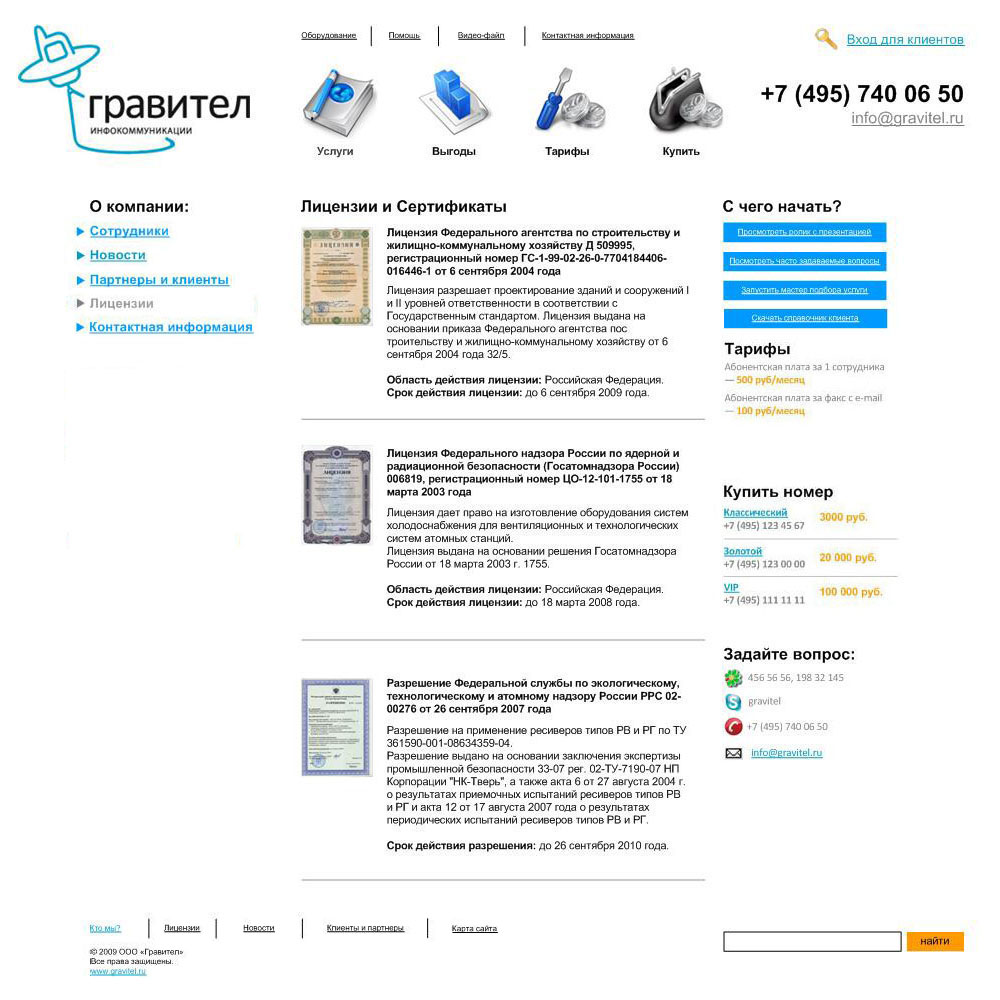 Оборудование
Помощь
Видео-файл
Контактная информация
Вход для клиентов
гравител
ИНФОКОММУНИКАЦИИ
+7 (495) 740 06 50
info@gravitel.ru
Услуги
Выгоды
Тарифы
Купить
О компании:
Сотрудники
Новости
Партнеры и клиенты
Лицензии
Контактная информация
Лицензии и Сертификаты
Лицензия Федерального агентства по строительству и
жилищно-коммунальному хозяйству Д 509995,
регистрационный номер ГС-1-99-02-26-0-7704184406-
016446-1 от 6 сентября 2004 года
Лицензия разрешает проектирование зданий и сооружений I
и II уровней ответственности в соответствии с
Государственным стандартом. Лицензия выдана на
основании приказа Федерального агентства пос
троительству и жилищно-коммунальному хозяйству от 6
сентября 2004 года 32/5.
Область действия лицензии: Российская Федерация.
Срок действия лицензии: до 6 сентября 2009 года.
ЛИЦЕНЗИЯ
Лицензия Федерального надзора России по ядерной и
радиационной безопасности (Госатомнадзора России)
006819, регистрационный номер ЦО-12-101-1755 от 18
марта 2003 года
Лицензия дает право на изготовление оборудования систем
холодоснабжения для вентиляционных и технологических
систем атомных станций.
Лицензия выдана на основании решения Госатомнадзора
России от 18 марта 2003 г. 1755.
Область действия лицензии: Российская Федерация.
Срок действия лицензии: до 18 марта 2008 года.
ЛИЦЕНЗИЯ
Разрешение Федеральной службы по экологическому,
технологическому и атомному надзору России РРС 02-
00276 от 26 сентября 2007 года
Разрешение на применение ресиверов типов РВ и РГ по ТУ
361590-001-08634359-04.
Разрешение выдано на основании заключения экспертизы
промышленной безопасности 33-07 рег. 02-ТУ-7190-07 НП
Корпорации "НК-Тверь", а также акта 6 от 27 августа 2004 г.
о результатах приемочных испытаний ресиверов типов РВ
и РГ и акта 12 от 17 августа 2007 года о результатах
периодических испытаний ресиверов типов РВ и РГ.
Срок действия разрешения: до 26 сентября 2010 года.
С чего начать?
Просмотреть ролик с презентацией
Посмотреть часто задаваемые вопросы
Запустить мастер подбора услуги
Скачать справочник клиента
Тарифы
Абонентская плата за 1 сотрудника
— 500 руб/месяц
Абонентская плата за факс с e-mail
— 100 руб/месяц
Купить номер
Классический
+7 (495) 123 45 67
3000 руб.
Золотой
+7 (495) 123 00 00
20 000 руб.
VIP
+7 (495) 111 11 11
100 000 руб.
Задайте вопрос:
456 56 56, 198 32 145
gravitel
+7 (495) 740 06 50
info@gravitel.ru
Кто мы?
Лицензии
Новости
Клиенты и партнеры
Карта сайта
© 2009 ООО «Гравител»
Все права защищены.
www.gravitel.ru
найти